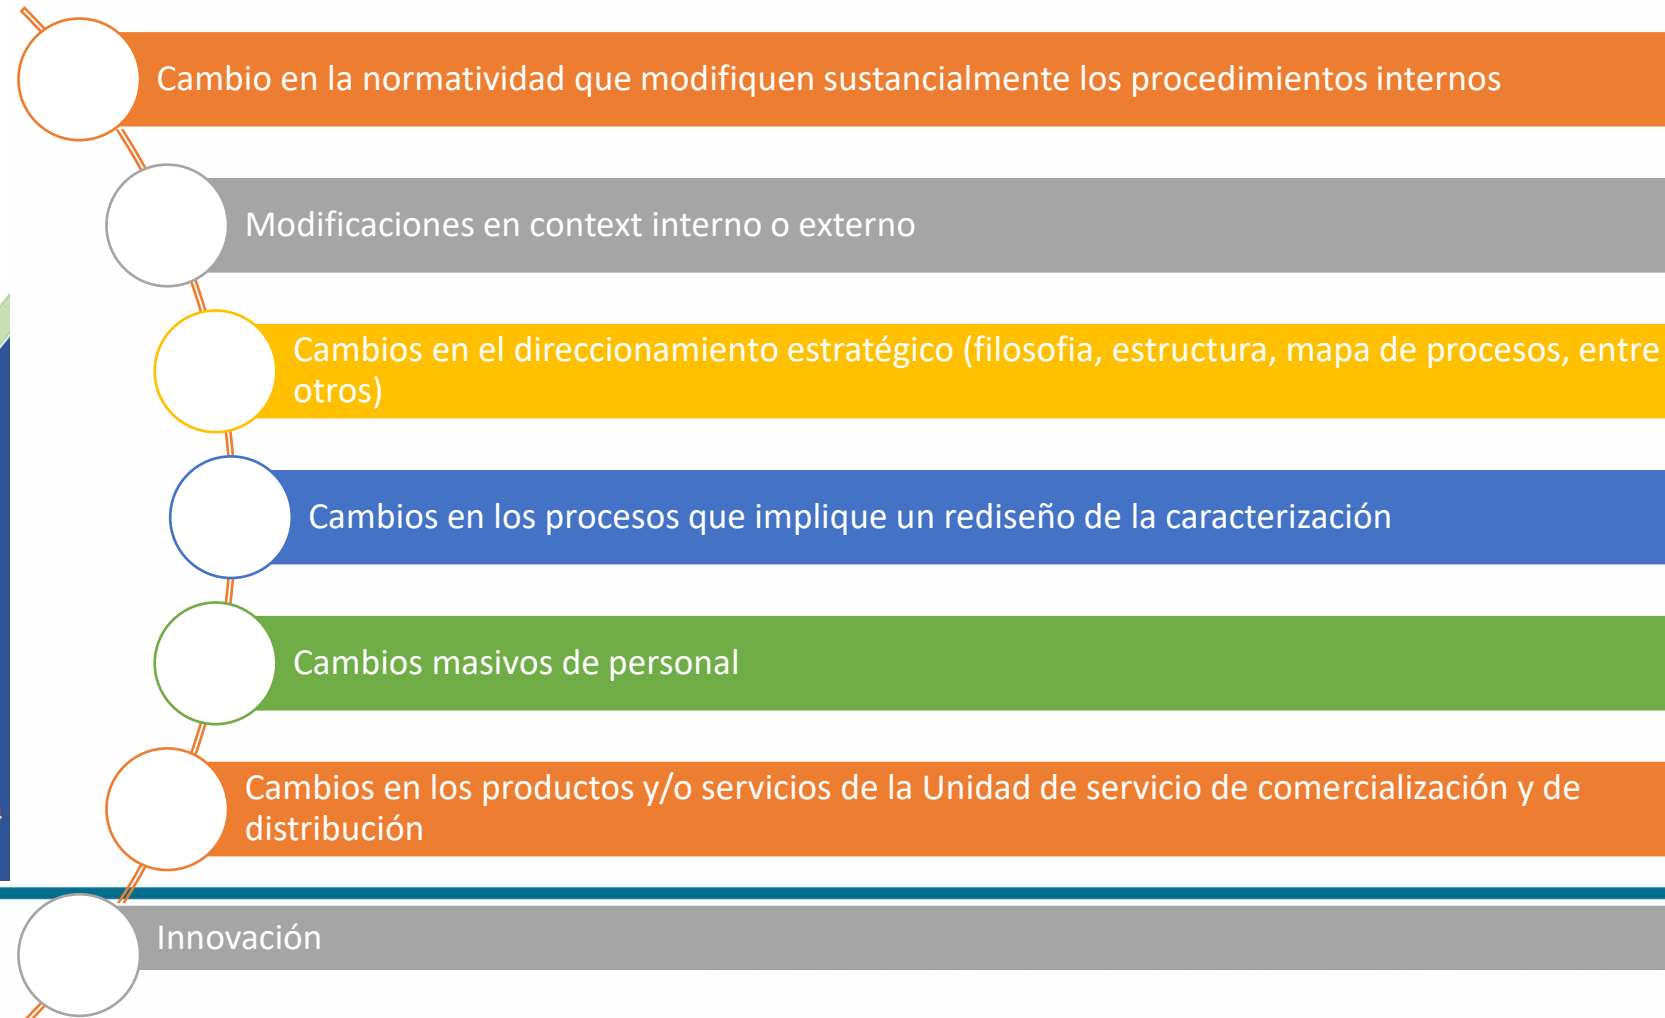 Cambio en la normatividad que modifiquen sustancialmente los procedimientos internos
Modificaciones en context interno o externo
Cambios en el direccionamiento estratégico (filosofia, estructura, mapa de procesos, entre
otros)
Cambios en los procesos que implique un rediseño de la caracterización
Cambios masivos de personal
Cambios en los productos y/o servicios de la Unidad de servicio de comercialización y de
distribución
Innovación